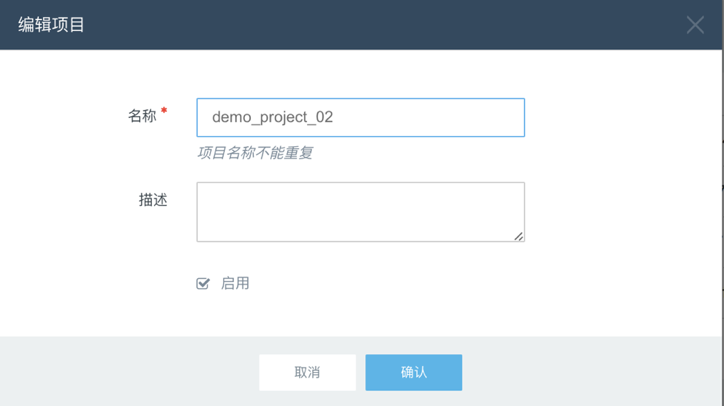 编辑项目
名称 *
demo_project_02
项目名称不能重复
描述
启用
取消
确认